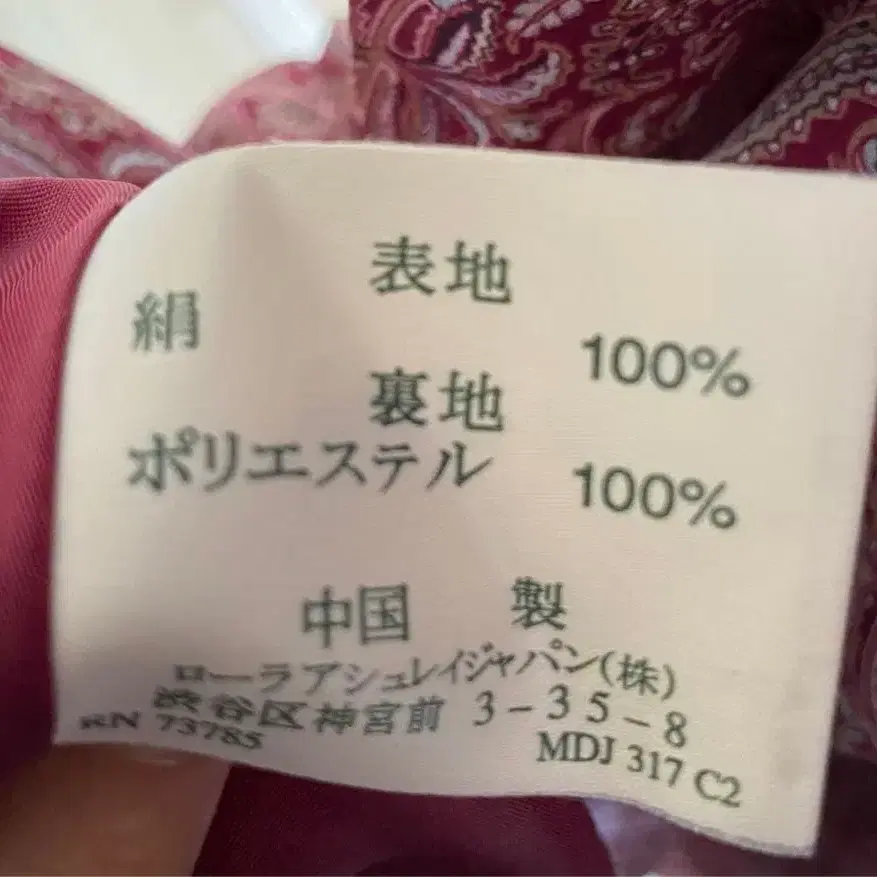 表地
絹 100%
裏地
ポリエステル 100%
中国 製
ローラアシュレイジャパン(株)
渋谷区神宮前 3-35-8
RN 73785 MDJ 317 C2